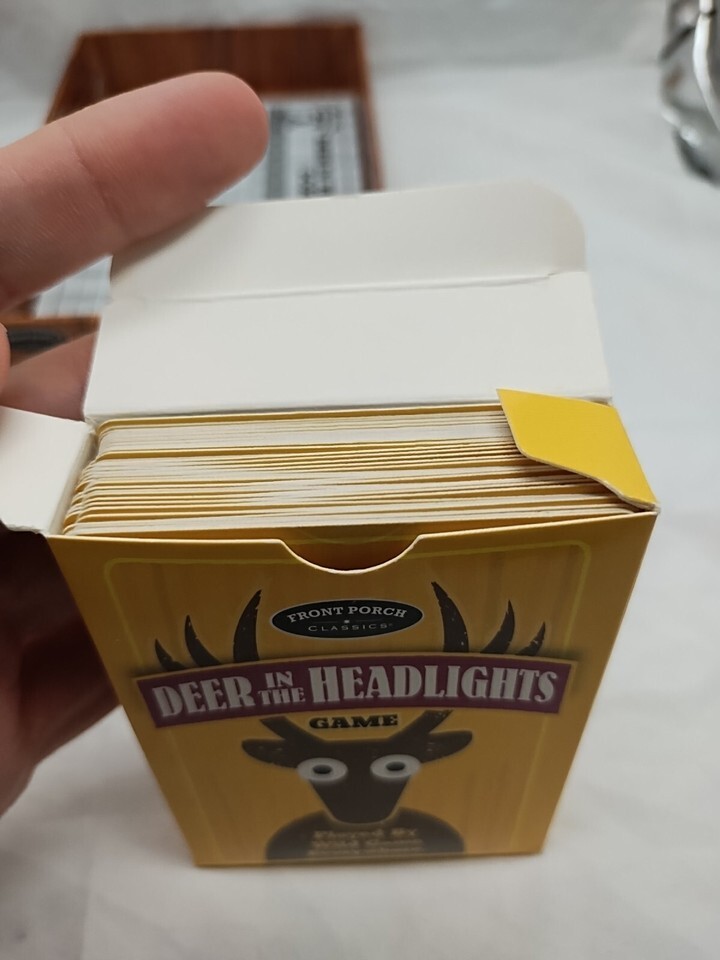 FRONT PORCH
CLASSICS
DEER IN THE HEADLIGHTS
GAME